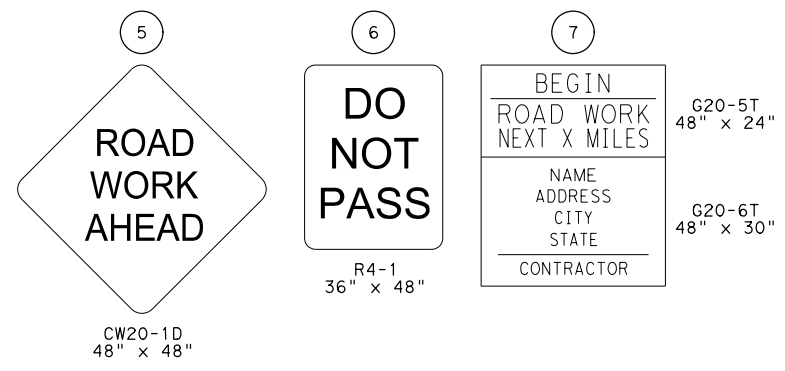 5
ROAD
WORK
AHEAD
CW20-1D
48" x 48"
6
DO
NOT
PASS
R4-1
36" x 48"
7
BEGIN
ROAD WORK
NEXT X MILES
G20-5T
48" x 24"
NAME
ADDRESS
CITY
STATE
CONTRACTOR
G20-6T
48" x 30"